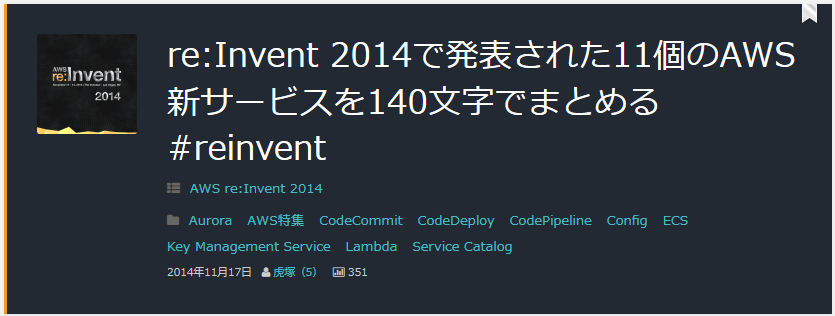 AWS
re:Invent
2014
re:Invent 2014で発表された11個のAWS
新サービスを140文字でまとめる
#reinvent
AWS re:Invent 2014
Aurora AWS特集 CodeCommit CodeDeploy CodePipeline Config ECS
Key Management Service Lambda Service Catalog
2014年11月17日 虎塚（5） 351